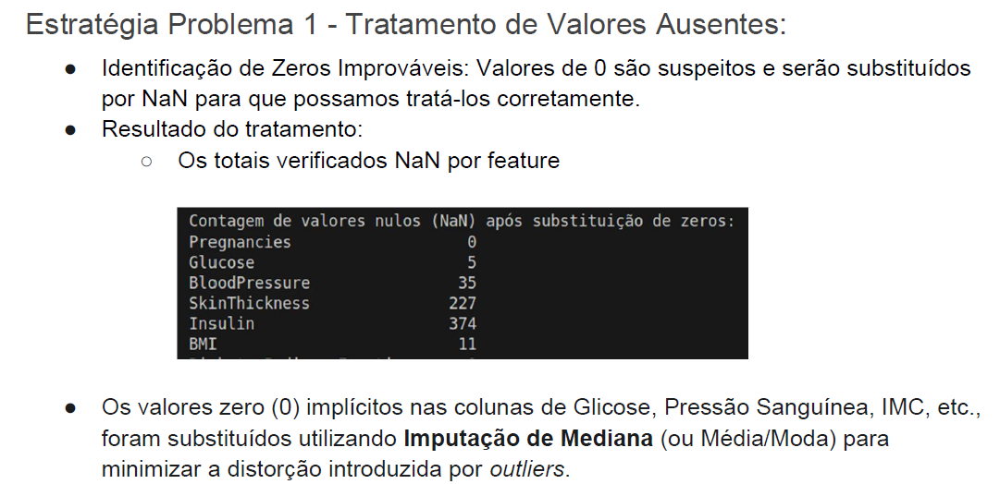 Estratégia Problema 1 - Tratamento de Valores Ausentes:
● Identificação de Zeros Improváveis: Valores de 0 são suspeitos e serão substituídos
por NaN para que possamos tratá-los corretamente.
● Resultado do tratamento:
○ Os totais verificados NaN por feature
Contagem de valores nulos (NaN) após substituição de zeros:
Pregnancies 0
Glucose 5
BloodPressure 35
SkinThickness 227
Insulin 374
BMI 11
● Os valores zero (0) implícitos nas colunas de Glicose, Pressão Sanguínea, IMC, etc.,
foram substituídos utilizando Imputação de Mediana (ou Média/Moda) para
minimizar a distorção introduzida por outliers.